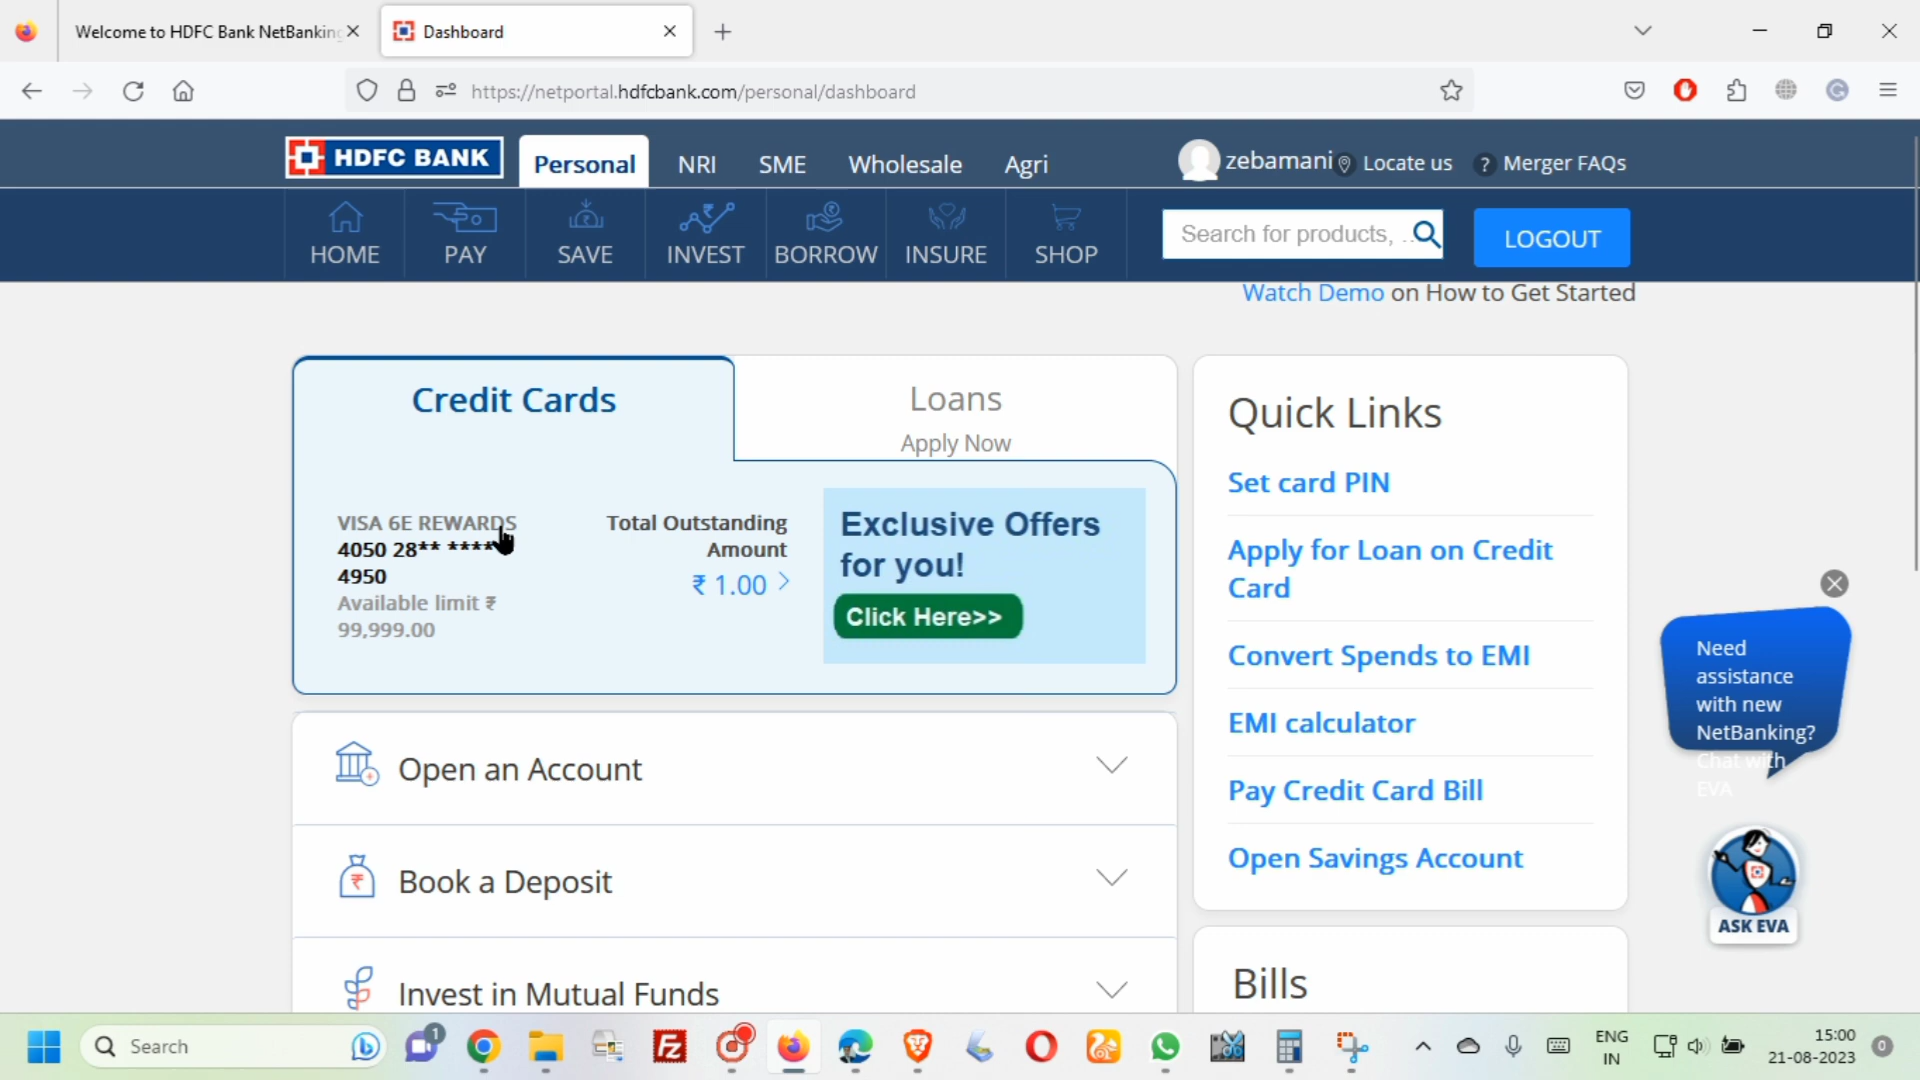 Welcome to HDFC Bank NetBanking
Dashboard
https://netportal.hdfcbank.com/personal/dashboard
HDFC BANK
Personal
NRI
SME
Wholesale
Agri
zebamani
Locate us
? Merger FAQs
HOME
PAY
SAVE
INVEST
BORROW
INSURE
SHOP
Search for products, ...
LOGOUT
Watch Demo on How to Get Started
Credit Cards
Loans
Apply Now
VISA 6E REWARDS
4050 28** ****
4950
Available limit ₹
99,999.00
Total Outstanding
Amount
₹ 1.00 >
Exclusive Offers
for you!
Click Here>>
Open an Account
Book a Deposit
Invest in Mutual Funds
Quick Links
Set card PIN
Apply for Loan on Credit
Card
Convert Spends to EMI
EMI calculator
Pay Credit Card Bill
Open Savings Account
Bills
Need
assistance
with new
NetBanking?
Chat with
EVA
ASK EVA
Search
1
ENG
IN
15:00
21-08-2023
0